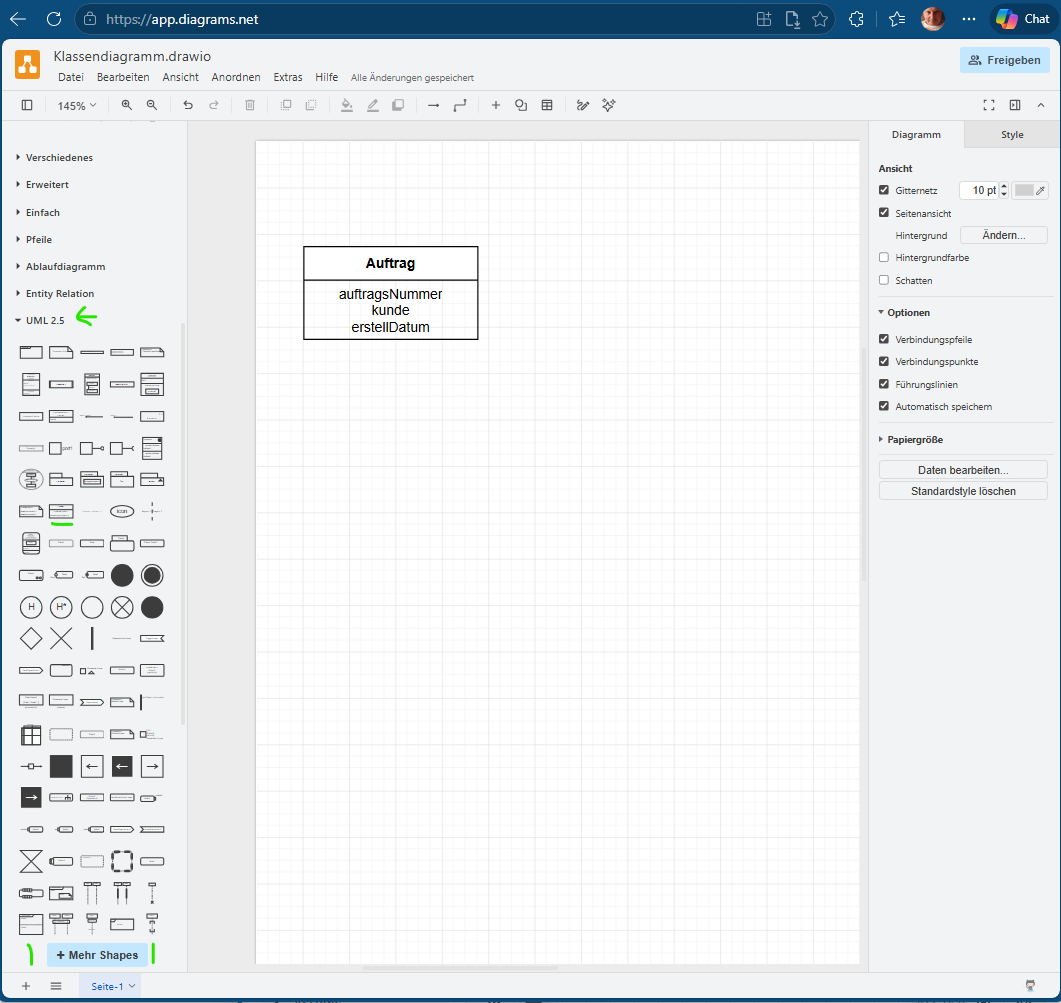 https://app.diagrams.net
Chat
Klassendiagramm.drawio
Datei Bearbeiten Ansicht Anordnen Extras Hilfe Alle Änderungen gespeichert
Freigeben
145%
Verschiedenes
Erweitert
Einfach
Pfeile
Ablaufdiagramm
Entity Relation
UML 2.5
H H*
+ Mehr Shapes
Seite-1
Auftrag
auftragsNummer
kunde
erstellDatum
Diagramm Style
Ansicht
Gitternetz 10 pt
Seitenansicht
Hintergrund Ändern...
Hintergrundfarbe
Schatten
Optionen
Verbindungspfeile
Verbindungspunkte
Führungslinien
Automatisch speichern
Papiergröße
Daten bearbeiten...
Standardstyle löschen